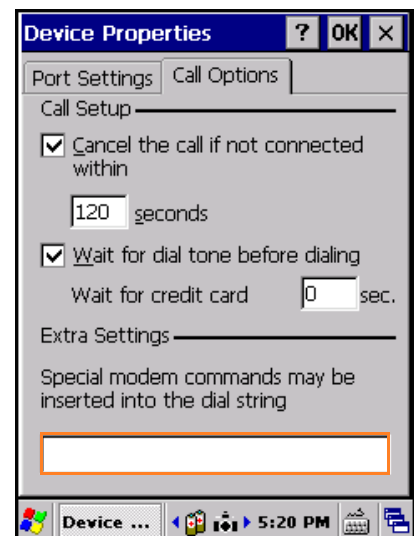 Device Properties ? OK ×
Port Settings Call Options
Call Setup
Cancel the call if not connected
within
120 seconds
Wait for dial tone before dialing
Wait for credit card 0 sec.
Extra Settings
Special modem commands may be
inserted into the dial string
Device ... 5:20 PM